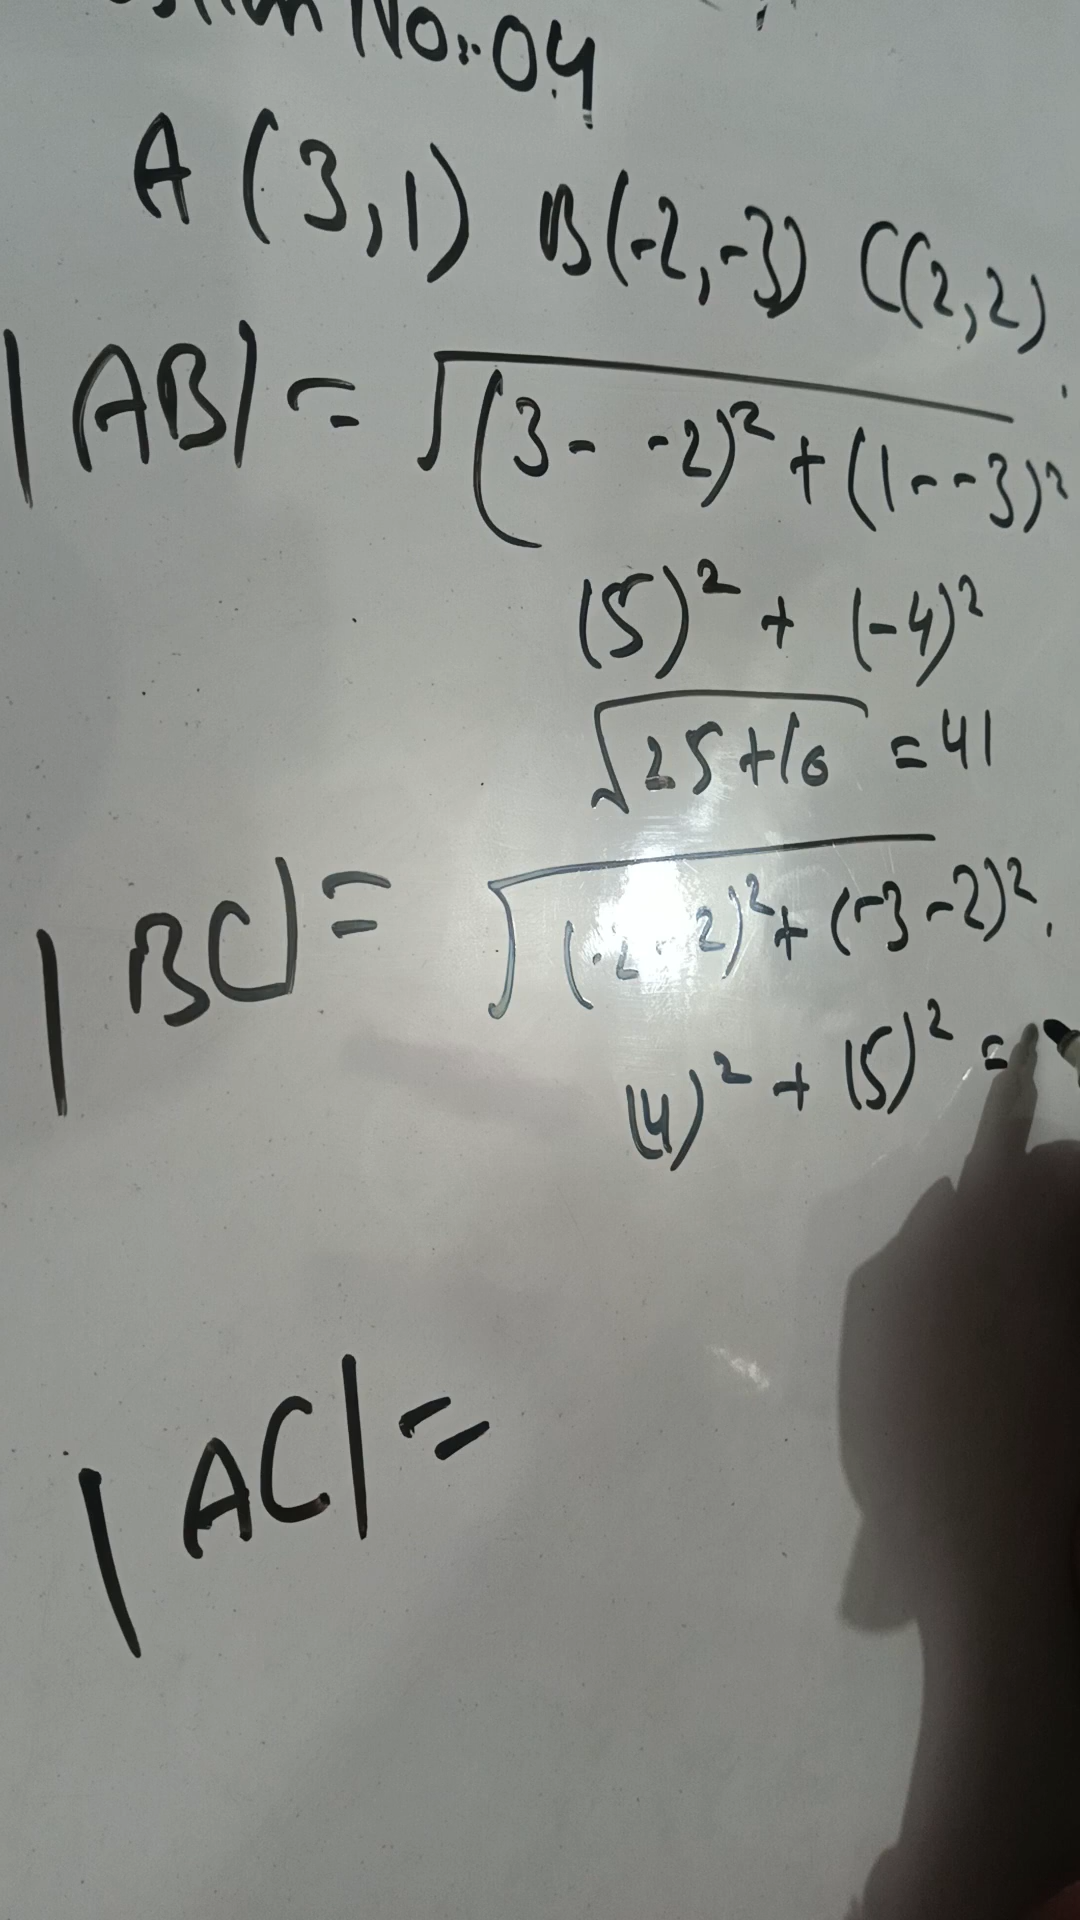 No.:04
A (3,1) B(-2,-3) C(2,2)
|AB| = √(3- -2)² + (1--3)²
(5)² + (-4)²
√25+16 = 41
|BC| = √(-2-2)² + (-3-2)²
(4)² + (5)² =
|AC| =